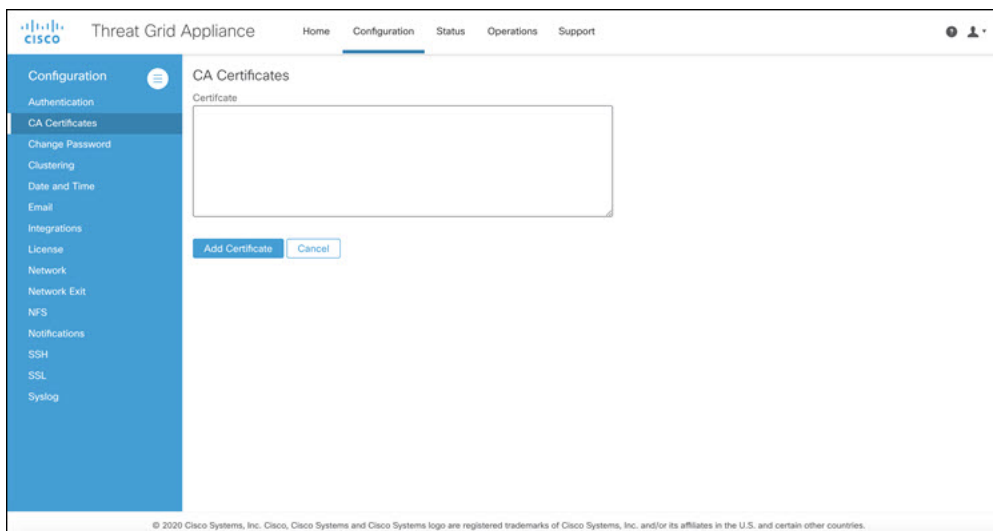 CISCO
Threat Grid Appliance
Home Configuration Status Operations Support
Configuration
Authentication
CA Certificates
Change Password
Clustering
Date and Time
Email
Integrations
License
Network
Network Exit
NFS
Notifications
SSH
SSL
Syslog
CA Certificates
Certifcate
Add Certificate Cancel
© 2020 Cisco Systems, Inc. Cisco, Cisco Systems and Cisco Systems logo are registered trademarks of Cisco Systems, Inc. and/or its affiliates in the U.S. and certain other countries.